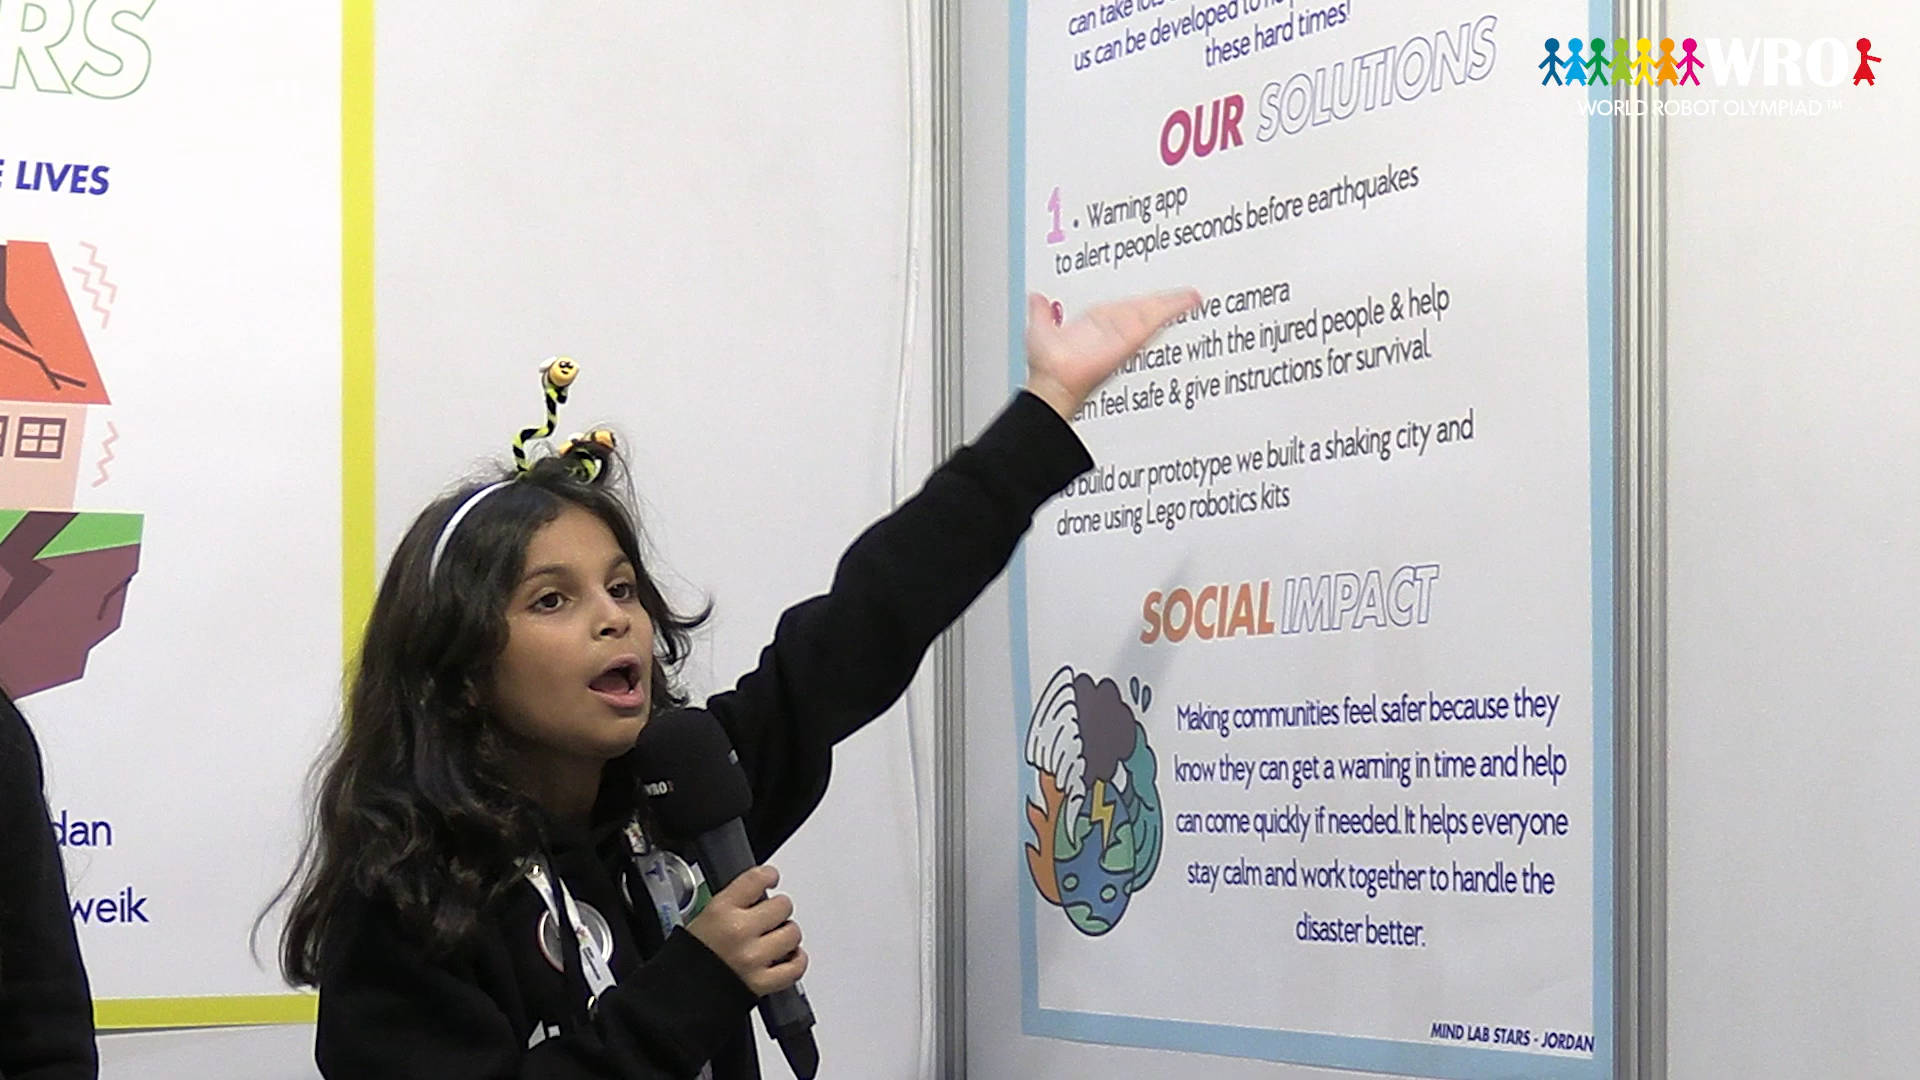 RS
LIVES
can take
us can be developed to
these hard times!
OUR SOLUTIONS
1. Warning app
to alert people seconds before earthquakes
live camera
with the injured people & help
feel safe & give instructions for survival
build our prototype we built a shaking city and
drone using Lego robotics kits
SOCIAL IMPACT
Making communities feel safer because they
know they can get a warning in time and help
can come quickly if needed. It helps everyone
stay calm and work together to handle the
disaster better.
MIND LAB STARS - JORDAN
dan
weik
WRO
WRO
WORLD ROBOT OLYMPIAD™